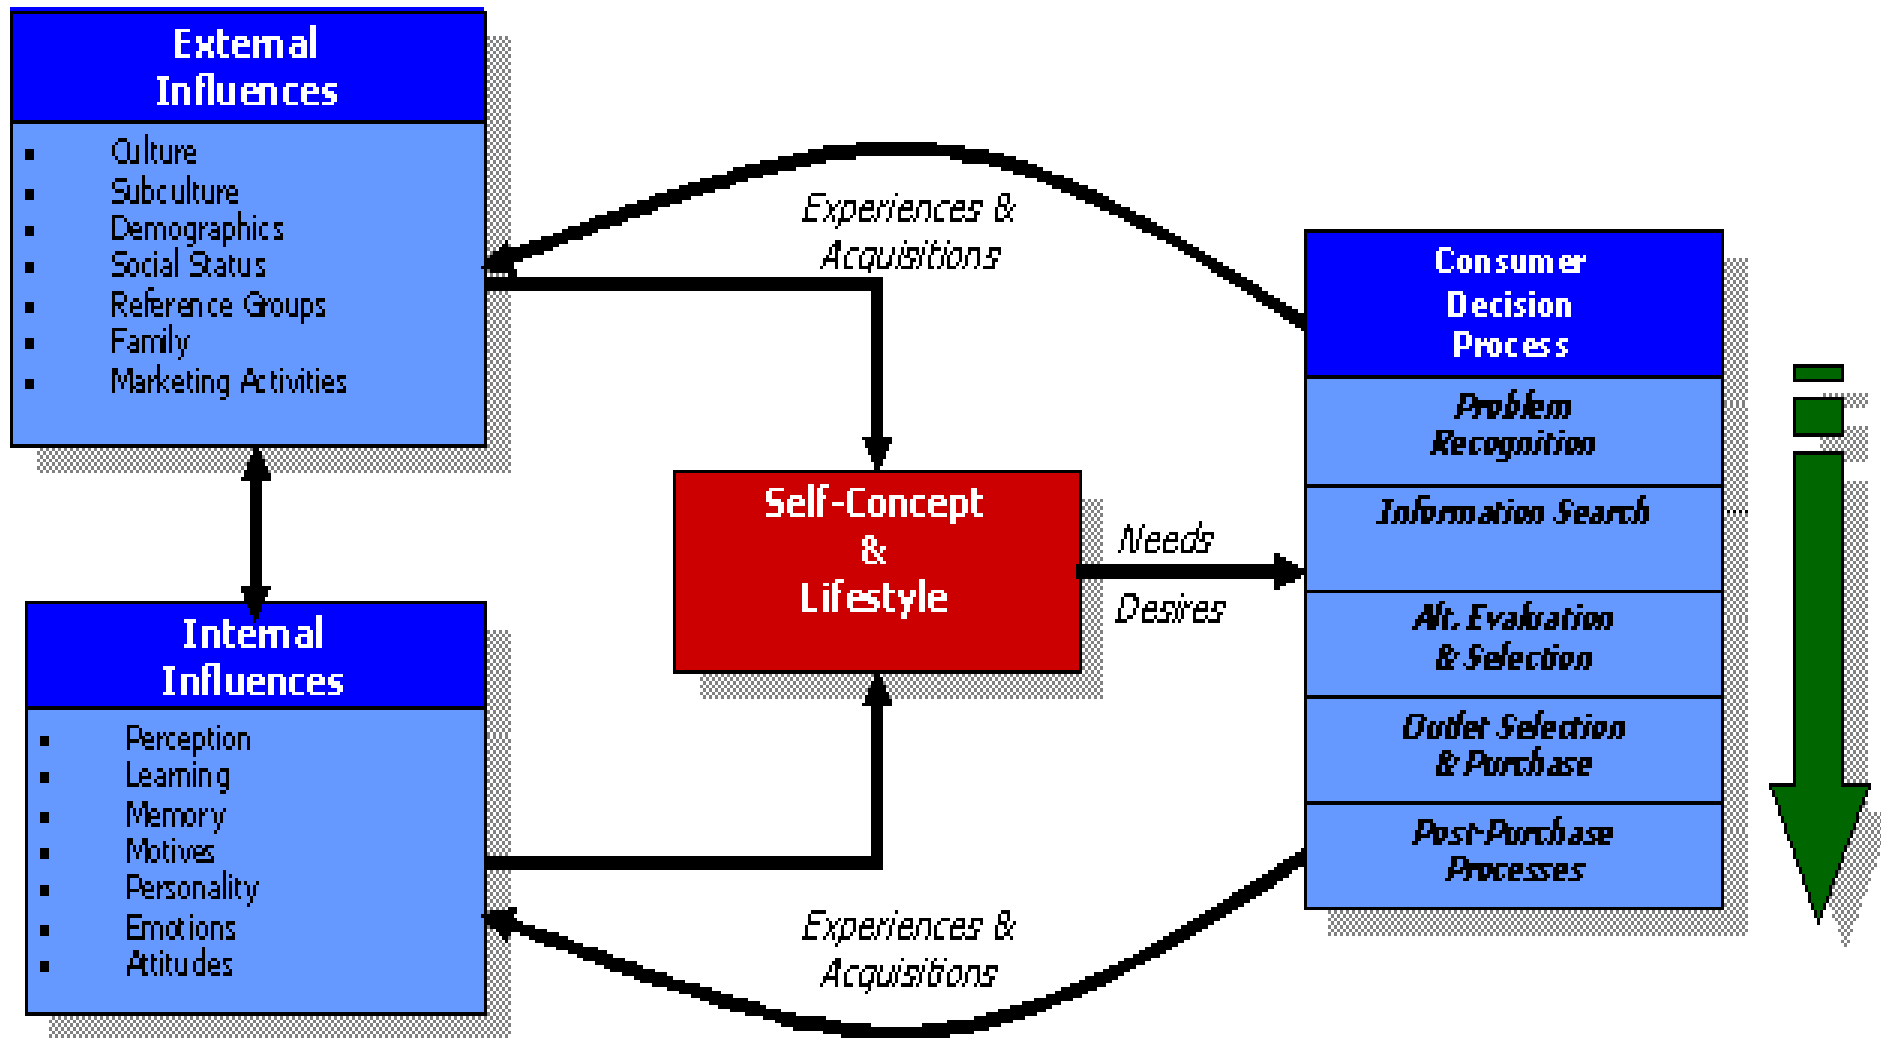 External
Influences
▪ Culture
▪ Subculture
▪ Demographics
▪ Social Status
▪ Reference Groups
▪ Family
▪ Marketing Activities
Internal
Influences
▪ Perception
▪ Learning
▪ Memory
▪ Motives
▪ Personality
▪ Emotions
▪ Attitudes
Experiences &
Acquisitions
Self-Concept
&
Lifestyle
Needs
Desires
Experiences &
Acquisitions
Consumer
Decision
Process
Problem
Recognition
Information Search
Alt. Evaluation
& Selection
Outlet Selection
& Purchase
Post-Purchase
Processes